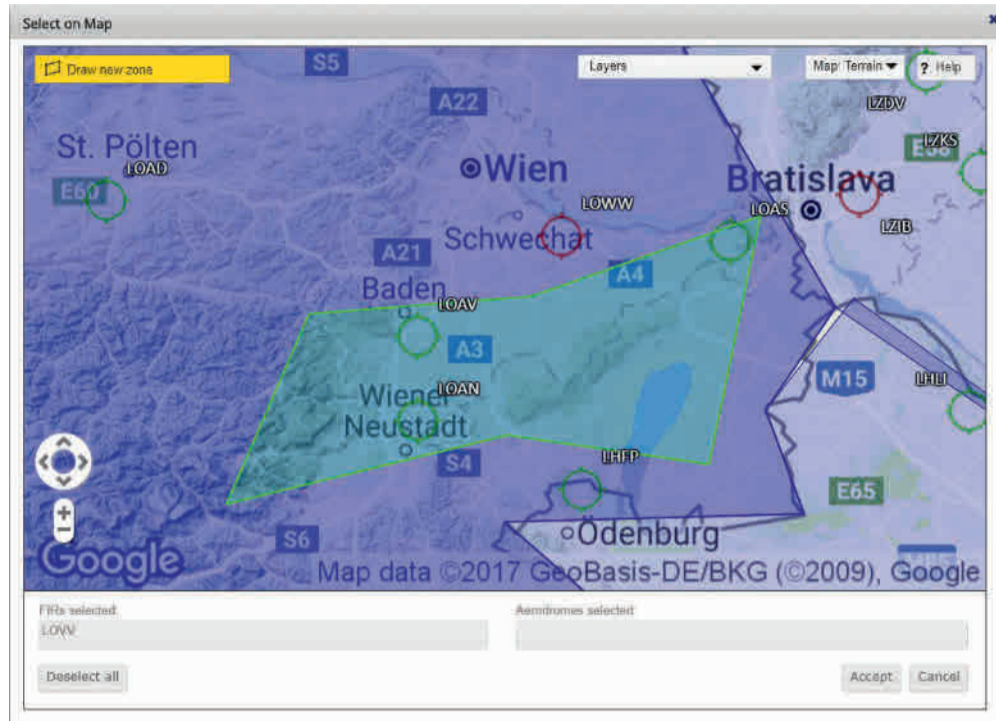 Select on Map
Draw new zone
Layers
Map: Terrain
? Help
S5
A22
LZDV
St. Pölten
LOAD
Wien
LZKS
E58
E60
Bratislava
LOWW
LOAS
LZIB
Schwechat
A21
A4
Baden
LOAV
A3
M15
LOAN
LHLI
Wiener
Neustadt
S4
LHFP
E65
S6
Ödenburg
Google
Map data ©2017 GeoBasis-DE/BKG (©2009), Google
FIRs selected
Aerodromes selected
LOVV
Deselect all
Accept
Cancel